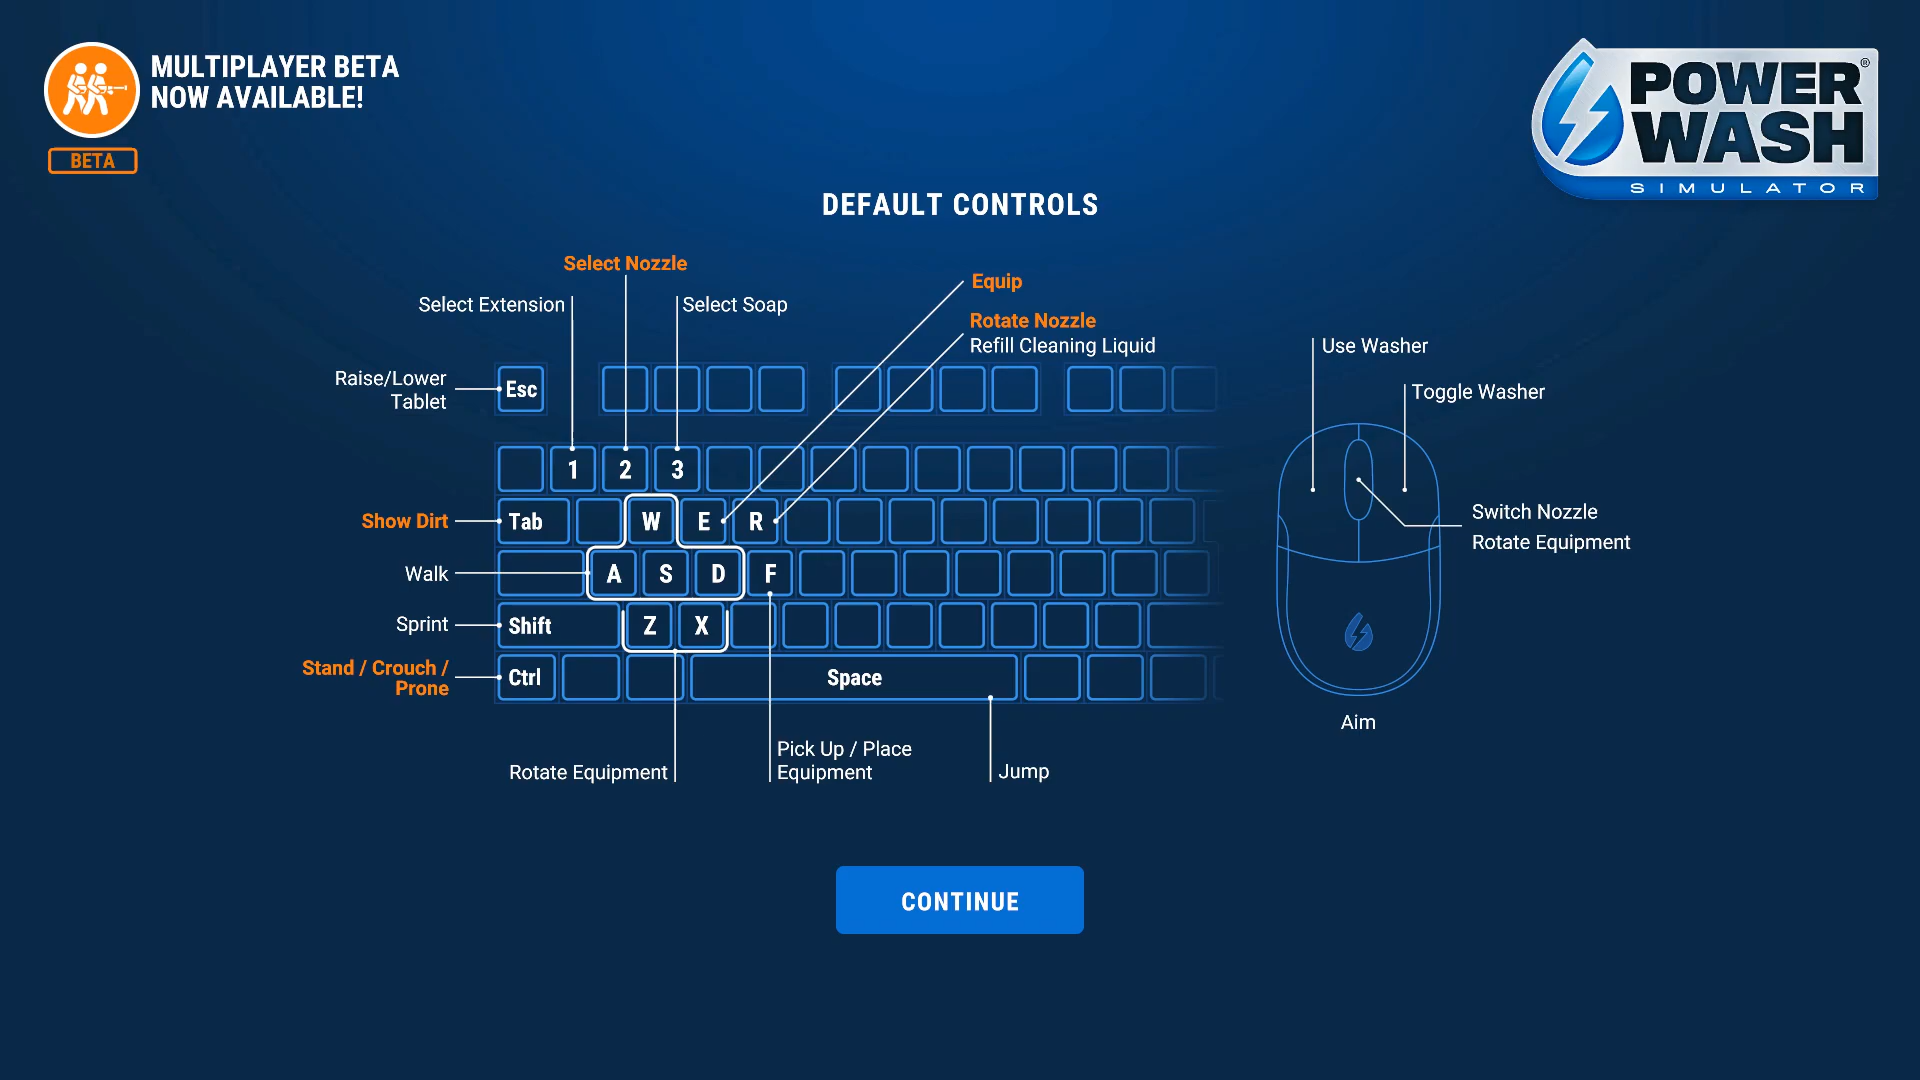 MULTIPLAYER BETA
NOW AVAILABLE!
BETA
POWER®
WASH
SIMULATOR
DEFAULT CONTROLS
Select Nozzle
Select Extension
Select Soap
Equip
Rotate Nozzle
Refill Cleaning Liquid
Raise/Lower
Tablet
Esc
1 2 3
Show Dirt
Tab W E R
Walk
A S D F
Sprint
Shift Z X
Stand / Crouch /
Prone
Ctrl Space
Rotate Equipment
Pick Up / Place
Equipment
Jump
Use Washer
Toggle Washer
Switch Nozzle
Rotate Equipment
Aim
CONTINUE